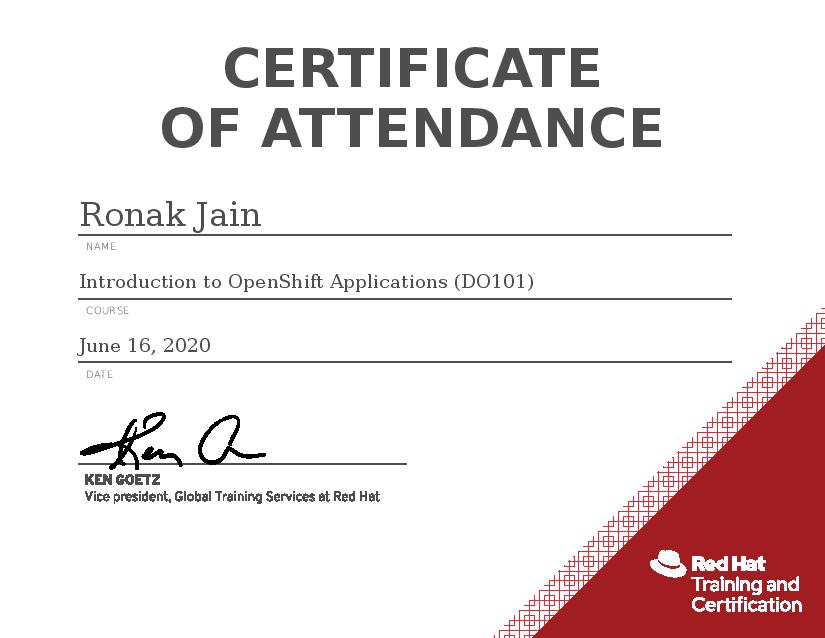 CERTIFICATE
OF ATTENDANCE
Ronak Jain
NAME
Introduction to OpenShift Applications (DO101)
COURSE
June 16, 2020
DATE
Ken G
KEN GOETZ
Vice president, Global Training Services at Red Hat
Red Hat
Training and
Certification